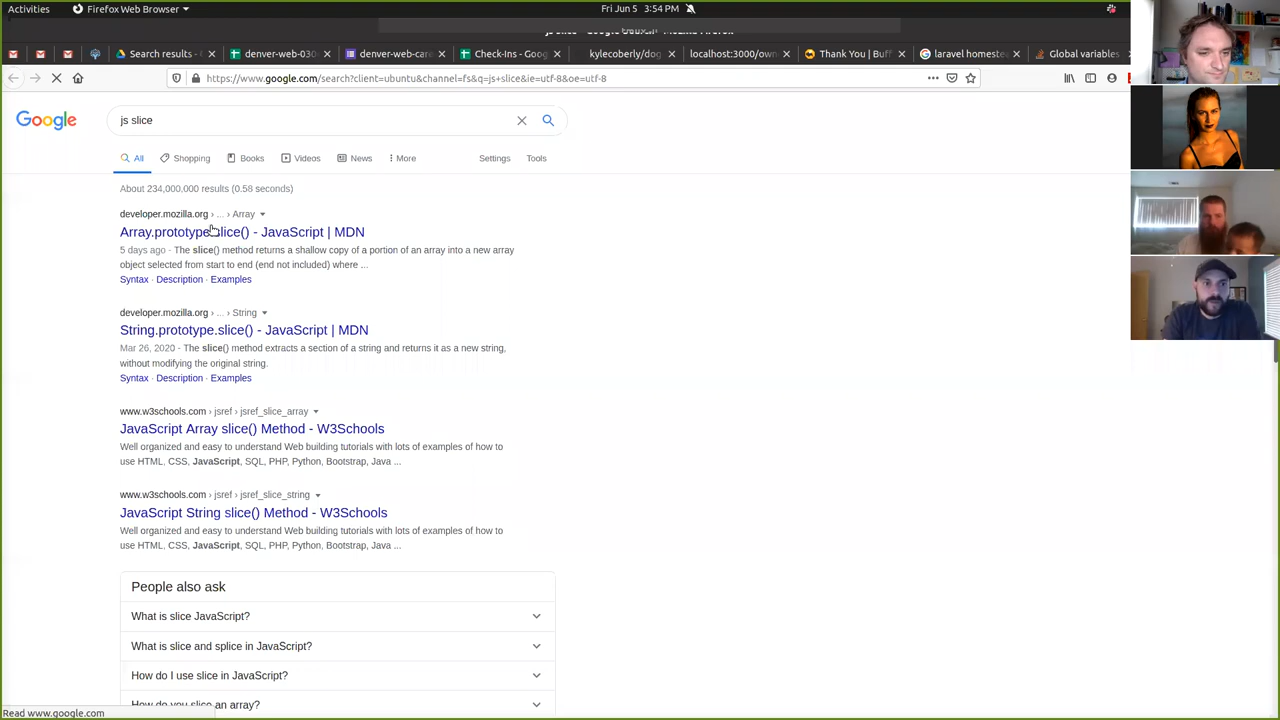 Activities
Firefox Web Browser
Fri Jun 5 3:54 PM
Search results -
denver-web-030
denver-web-car
Check-Ins - Goog
kylecoberly/dog
localhost:3000/own
Thank You | Buff
laravel homeste
Global variables
https://www.google.com/search?client=ubuntu&channel=fs&q=js+slice&ie=utf-8&oe=utf-8
Google
js slice
All
Shopping
Books
Videos
News
More
Settings
Tools
About 234,000,000 results (0.58 seconds)
developer.mozilla.org › ... › Array
Array.prototype.slice() - JavaScript | MDN
5 days ago - The slice() method returns a shallow copy of a portion of an array into a new array
object selected from start to end (end not included) where ...
Syntax · Description · Examples
developer.mozilla.org › ... › String
String.prototype.slice() - JavaScript | MDN
Mar 26, 2020 - The slice() method extracts a section of a string and returns it as a new string,
without modifying the original string.
Syntax · Description · Examples
www.w3schools.com › jsref › jsref_slice_array
JavaScript Array slice() Method - W3Schools
Well organized and easy to understand Web building tutorials with lots of examples of how to
use HTML, CSS, JavaScript, SQL, PHP, Python, Bootstrap, Java ...
www.w3schools.com › jsref › jsref_slice_string
JavaScript String slice() Method - W3Schools
Well organized and easy to understand Web building tutorials with lots of examples of how to
use HTML, CSS, JavaScript, SQL, PHP, Python, Bootstrap, Java ...
People also ask
What is slice JavaScript?
What is slice and splice in JavaScript?
How do I use slice in JavaScript?
How do you slice an array?
Read www.google.com